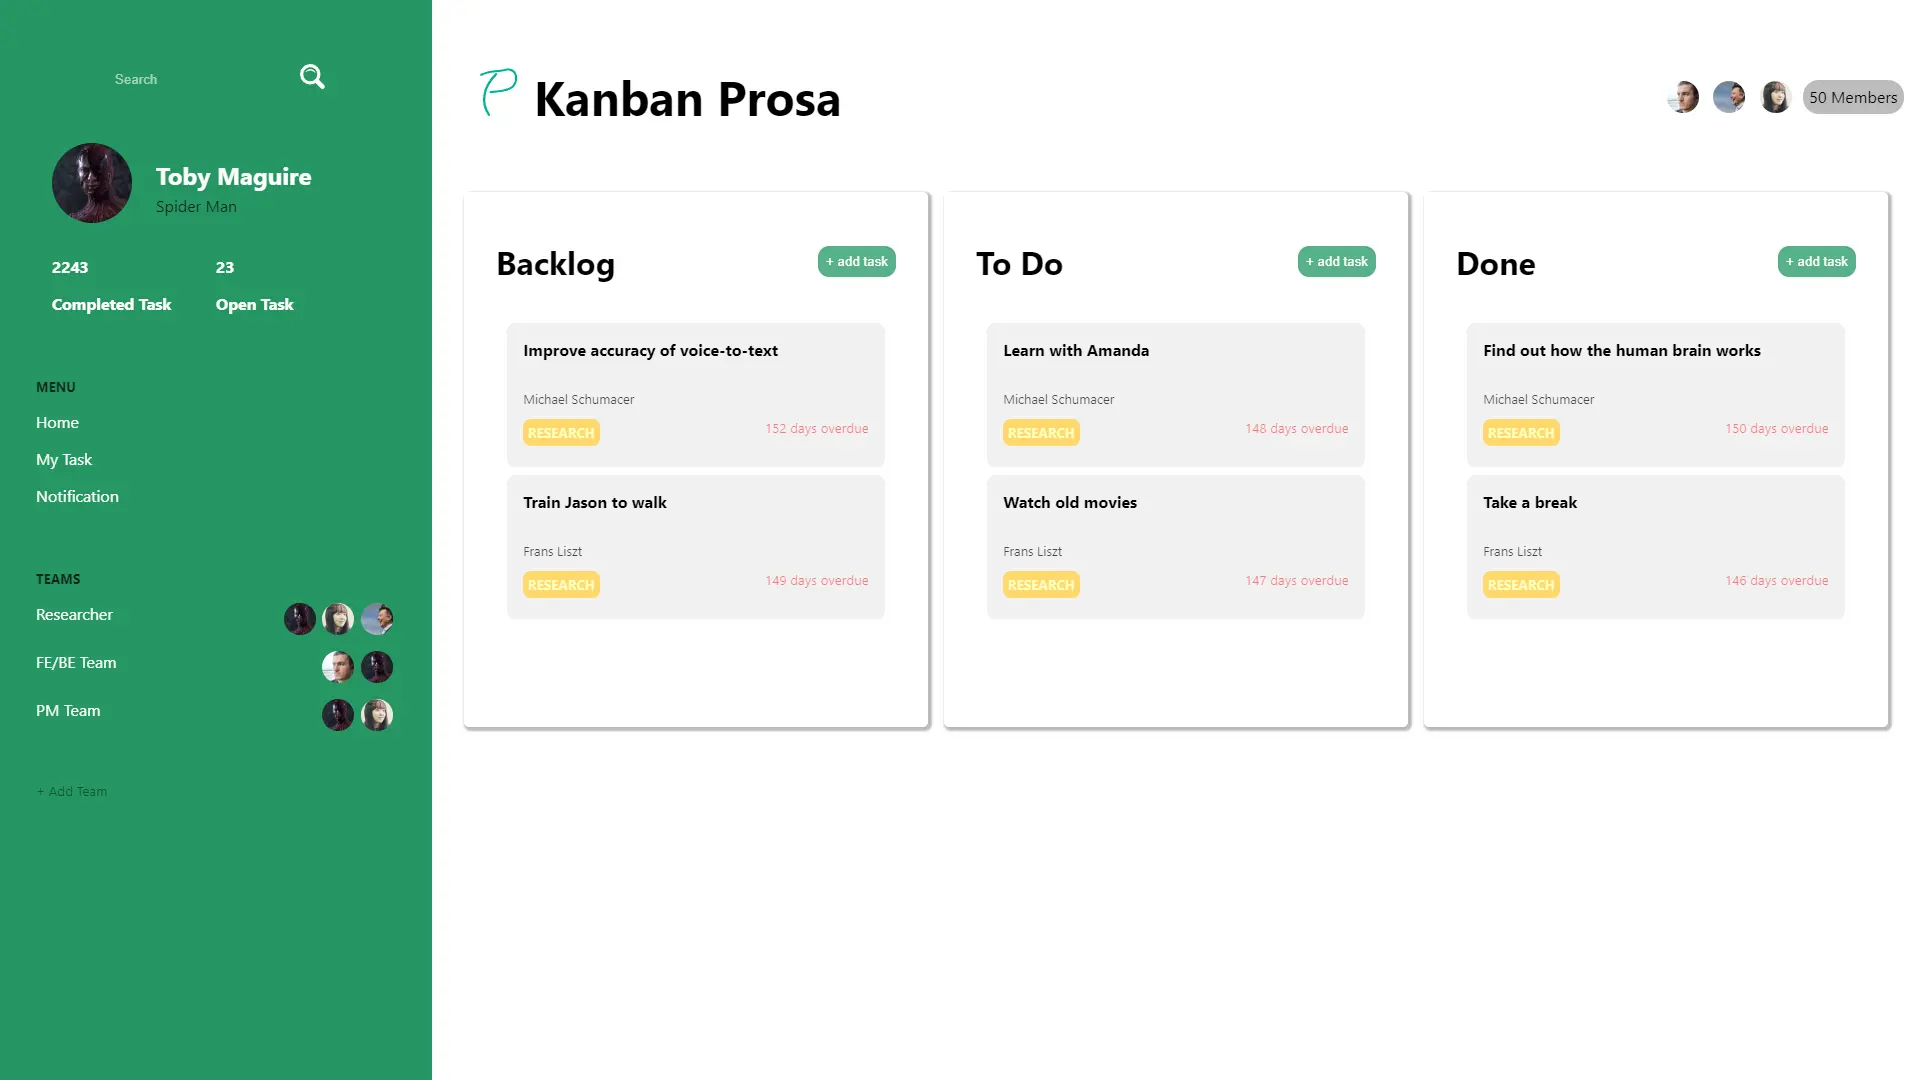 Search
Toby Maguire
Spider Man
2243
23
Completed Task
Open Task
MENU
Home
My Task
Notification
TEAMS
Researcher
FE/BE Team
PM Team
+ Add Team
P Kanban Prosa
50 Members
Backlog
+ add task
Improve accuracy of voice-to-text
Michael Schumacer
RESEARCH
152 days overdue
Train Jason to walk
Frans Liszt
RESEARCH
149 days overdue
To Do
+ add task
Learn with Amanda
Michael Schumacer
RESEARCH
148 days overdue
Watch old movies
Frans Liszt
RESEARCH
147 days overdue
Done
+ add task
Find out how the human brain works
Michael Schumacer
RESEARCH
150 days overdue
Take a break
Frans Liszt
RESEARCH
146 days overdue